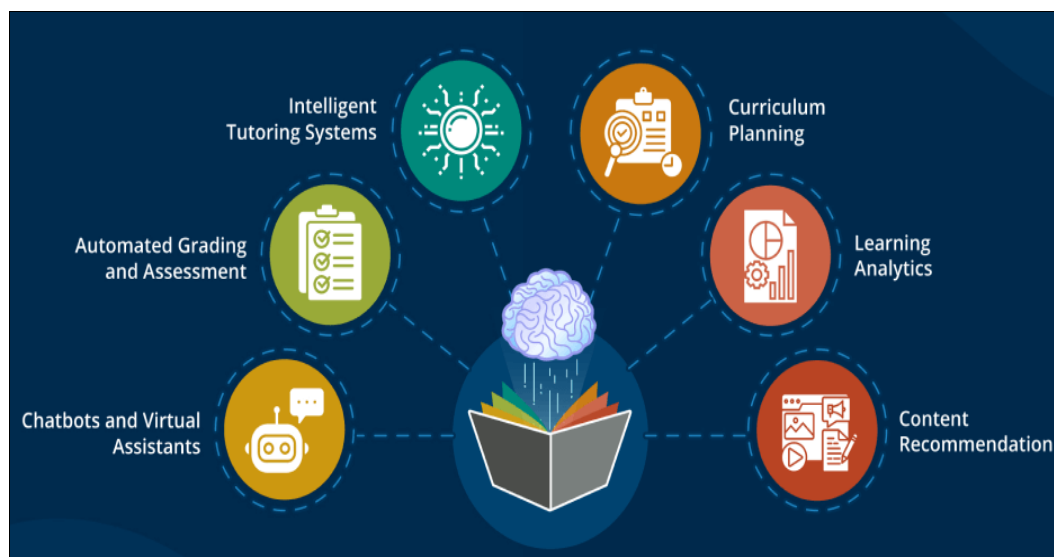 Intelligent
Tutoring Systems
Curriculum
Planning
Automated Grading
and Assessment
Learning
Analytics
Chatbots and Virtual
Assistants
Content
Recommendation